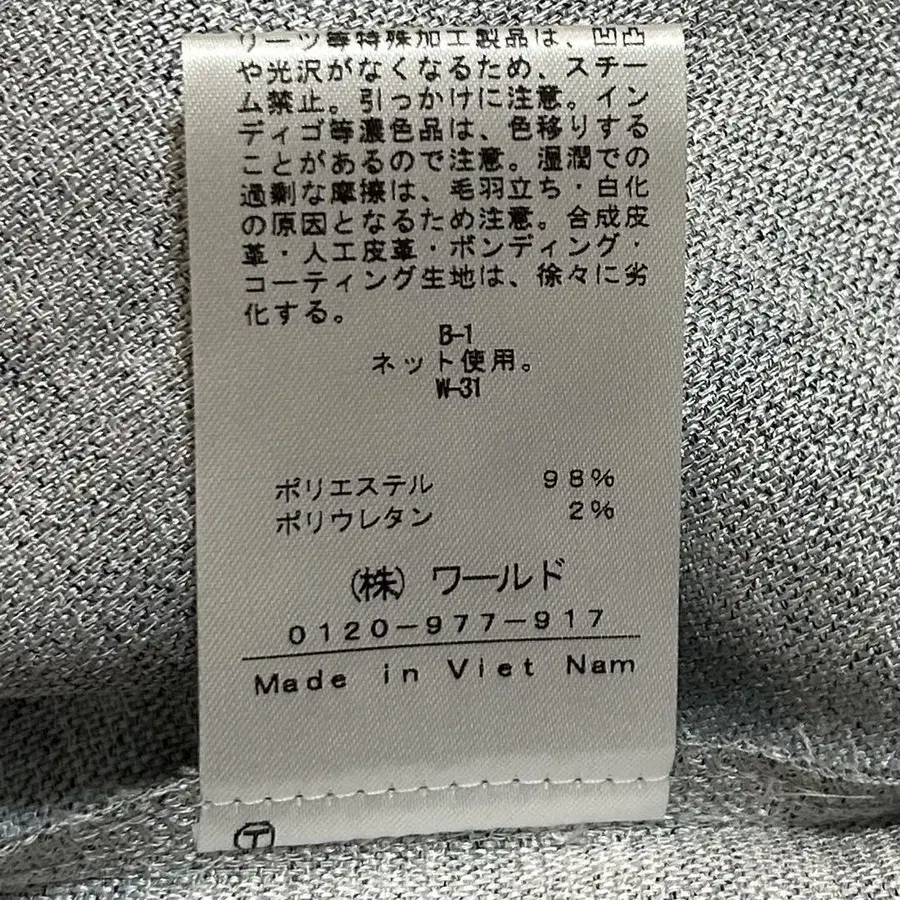 リーツ等特殊加工製品は、凹凸
や光沢がなくなるため、スチー
ム禁止。引っかけに注意。イン
ディゴ等濃色品は、色移りする
ことがあるので注意。湿潤での
過剰な摩擦は、毛羽立ち・白化
の原因となるため注意。合成皮
革・人工皮革・ボンディング・
コーティング生地は、徐々に劣
化する。
B-1
ネット使用。
W-31
ポリエステル 98%
ポリウレタン 2%
(株) ワールド
0120-977-917
Made in Viet Nam
Ⓣ